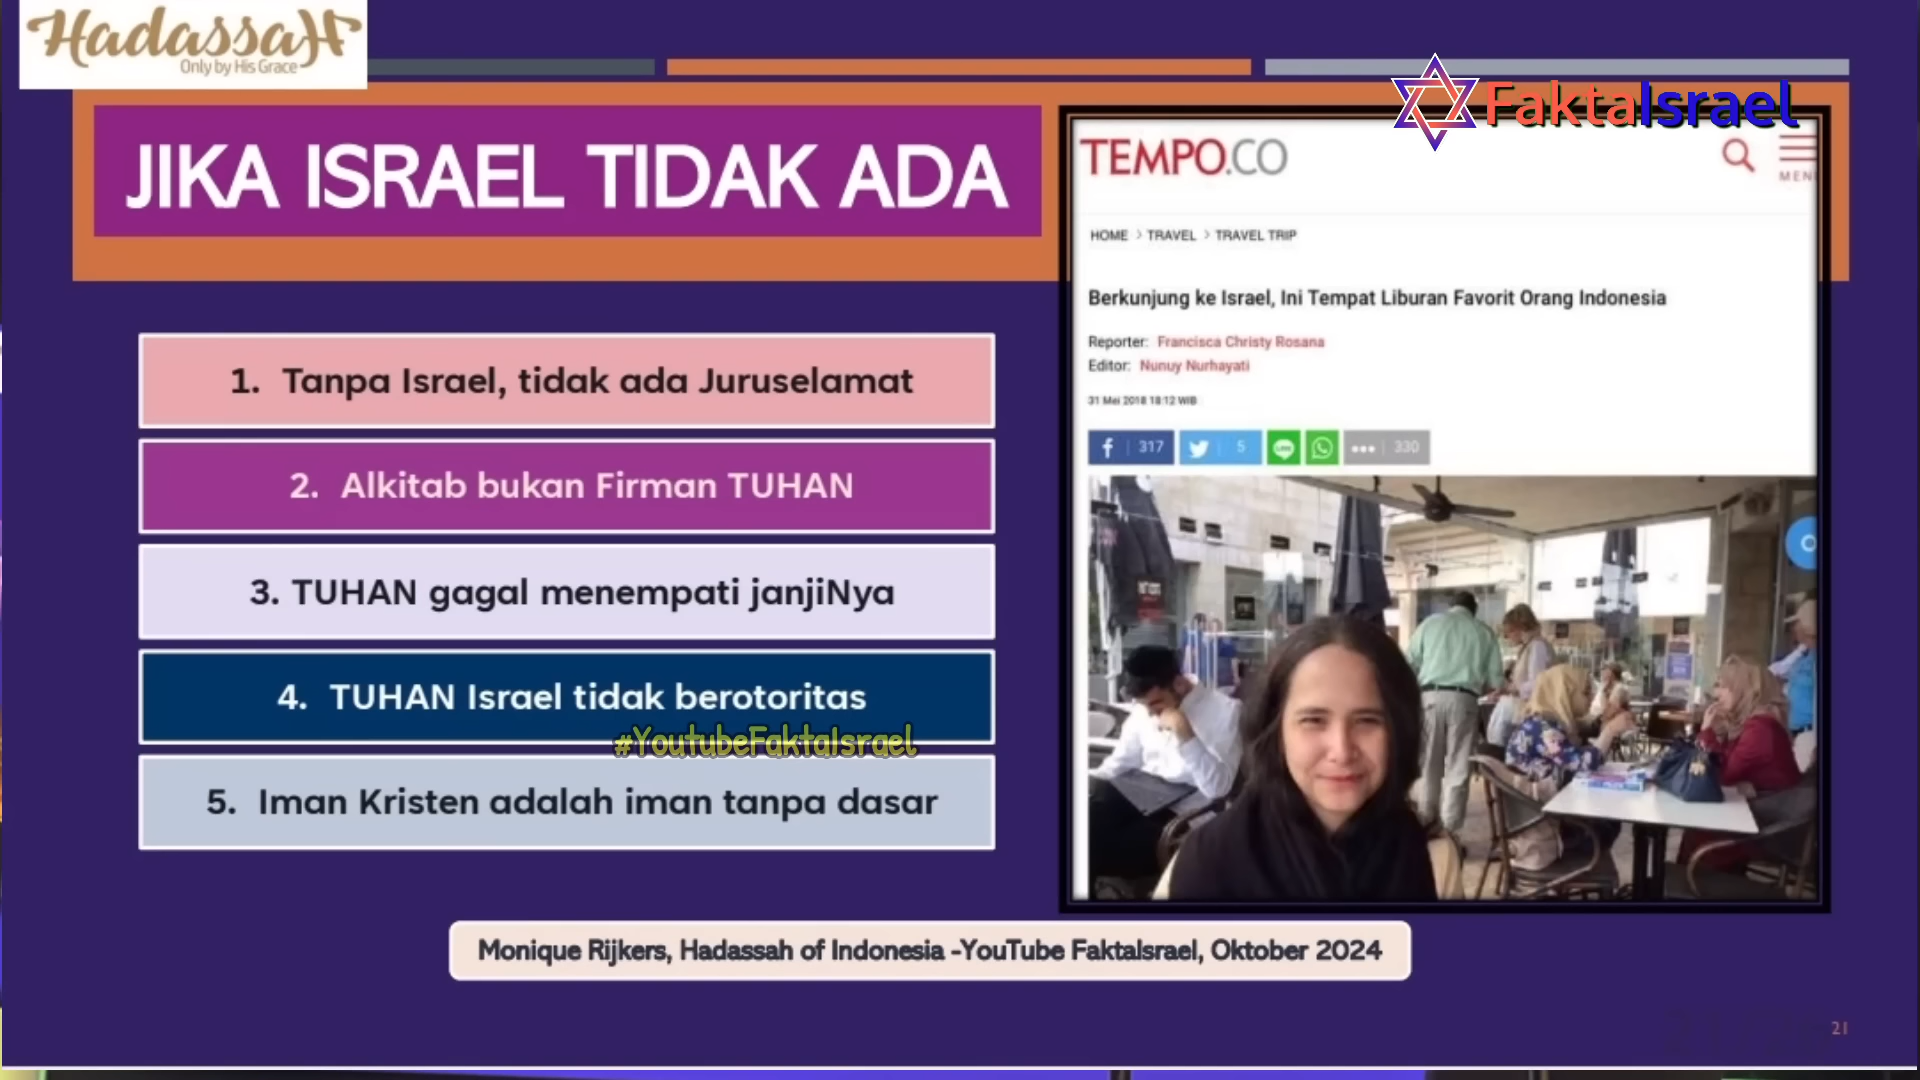 Hadassah
Only by His Grace
FaktaIsrael
JIKA ISRAEL TIDAK ADA
1. Tanpa Israel, tidak ada Juruselamat
2. Alkitab bukan Firman TUHAN
3. TUHAN gagal menempati janjiNya
4. TUHAN Israel tidak berotoritas
#YoutubeFaktaIsrael
5. Iman Kristen adalah iman tanpa dasar
TEMPO.CO
MEN
HOME > TRAVEL > TRAVEL TRIP
Berkunjung ke Israel, Ini Tempat Liburan Favorit Orang Indonesia
Reporter: Francisca Christy Rosana
Editor: Nunuy Nurhayati
31 Mei 2018 18:12 WIB
317 5 330
Monique Rijkers, Hadassah of Indonesia -YouTube FaktaIsrael, Oktober 2024
21